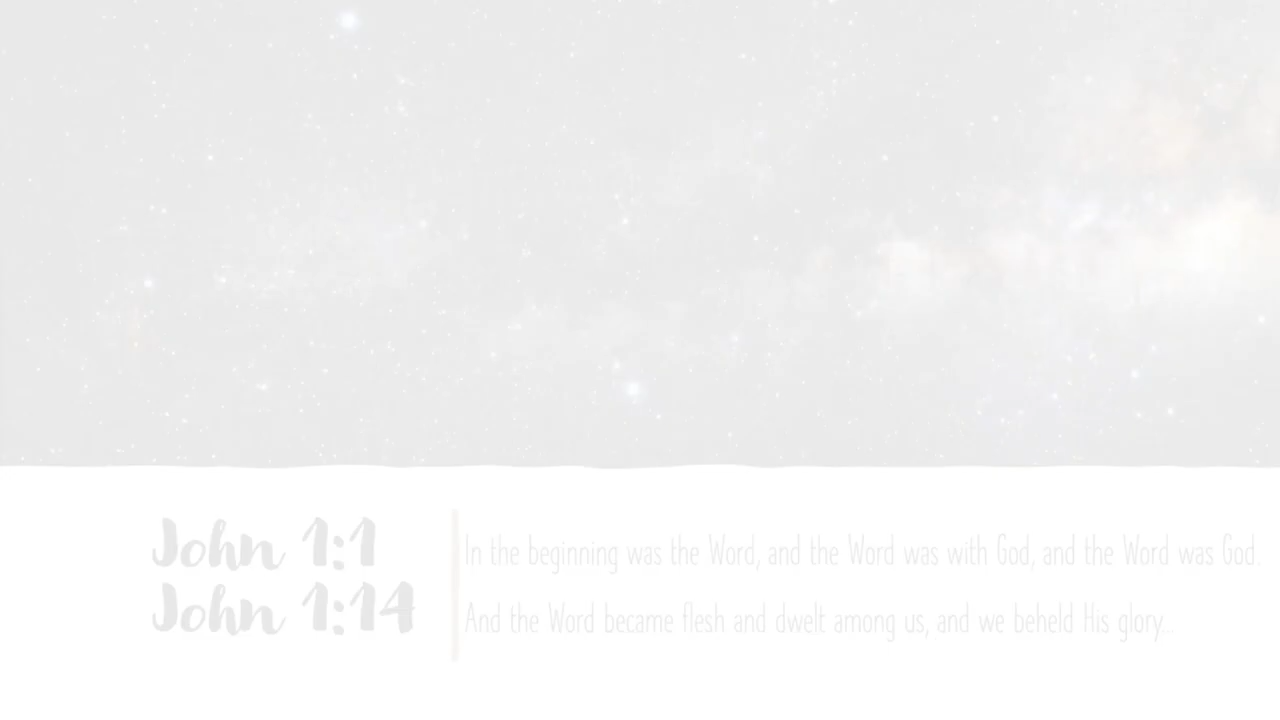 John 1:1
In the beginning was the Word, and the Word was with God, and the Word was God.
John 1:14
And the Word became flesh and dwelt among us, and we beheld His glory...